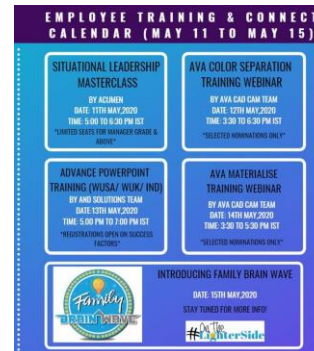 EMPLOYEE TRAINING & CONNECT
CALENDAR (MAY 11 TO MAY 15)
SITUATIONAL LEADERSHIP
MASTERCLASS
BY ACUMEN
DATE: 11TH MAY,2020
TIME: 5:00 TO 6:30 PM IST
*LIMITED SEATS FOR MANAGER GRADE &
ABOVE*
AVA COLOR SEPARATION
TRAINING WEBINAR
BY AVA CAD CAM TEAM
DATE: 12TH MAY,2020
TIME: 3:30 TO 6:30 PM IST
*SELECTED NOMINATIONS ONLY*
ADVANCE POWERPOINT
TRAINING (WUSA/ WUK/ IND)
BY AND SOLUTIONS TEAM
DATE:13TH MAY,2020
TIME: 5.00 PM TO 7:00 PM IST
*REGISTRATIONS OPEN ON SUCCESS
FACTORS*
AVA MATERIALISE
TRAINING WEBINAR
BY AVA CAD CAM TEAM
DATE: 14TH MAY,2020
TIME: 3:30 TO 5:30 PM IST
*SELECTED NOMINATIONS ONLY*
Family
BRAIN WAVE
INTRODUCING FAMILY BRAIN WAVE
DATE: 15TH MAY,2020
STAY TUNED FOR MORE INFO!
#On The
LighterSide